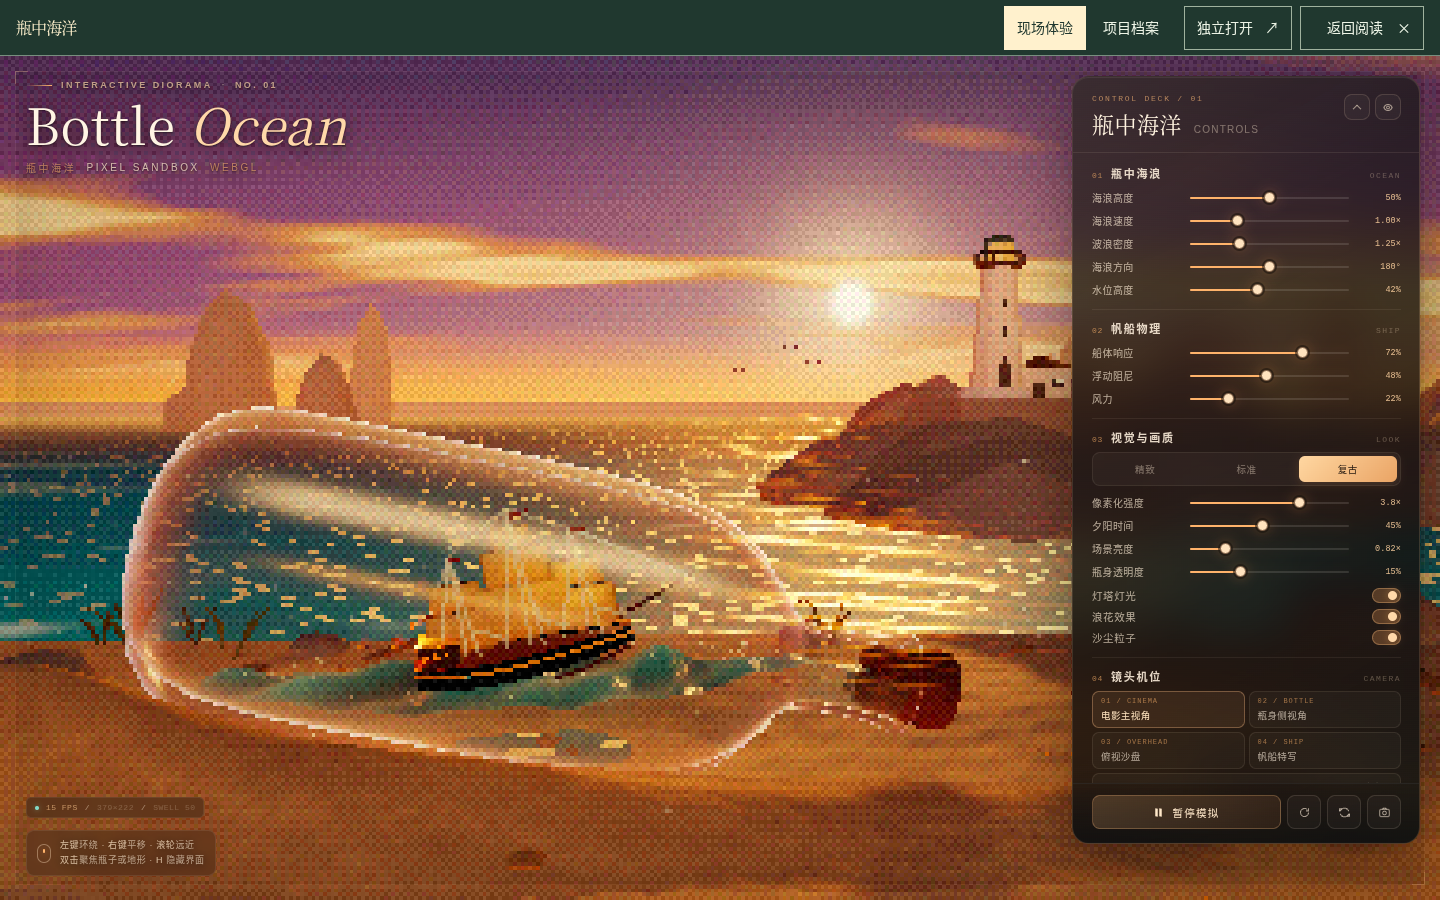 瓶中海洋
现场体验
项目档案
独立打开 ↗
返回阅读 ×
INTERACTIVE DIORAMA · NO. 01
Bottle Ocean
瓶中海洋 PIXEL SANDBOX WEBGL
CONTROL DECK / 01
瓶中海洋 CONTROLS
01 瓶中海浪 OCEAN
海浪高度 50%
海浪速度 1.00×
波浪密度 1.25×
海浪方向 180°
水位高度 42%
02 帆船物理 SHIP
船体响应 72%
浮动阻尼 48%
风力 22%
03 视觉与画质 LOOK
精致 标准 复古
像素化强度 3.8×
夕阳时间 45%
场景亮度 0.82×
瓶身透明度 15%
灯塔灯光
浪花效果
沙尘粒子
04 镜头机位 CAMERA
01 / CINEMA
电影主视角
02 / BOTTLE
瓶身侧视角
03 / OVERHEAD
俯视沙盘
04 / SHIP
帆船特写
暂停模拟
15 FPS / 379×222 / SWELL 50
左键环绕 · 右键平移 · 滚轮远近
双击聚焦瓶子或地形 · H 隐藏界面